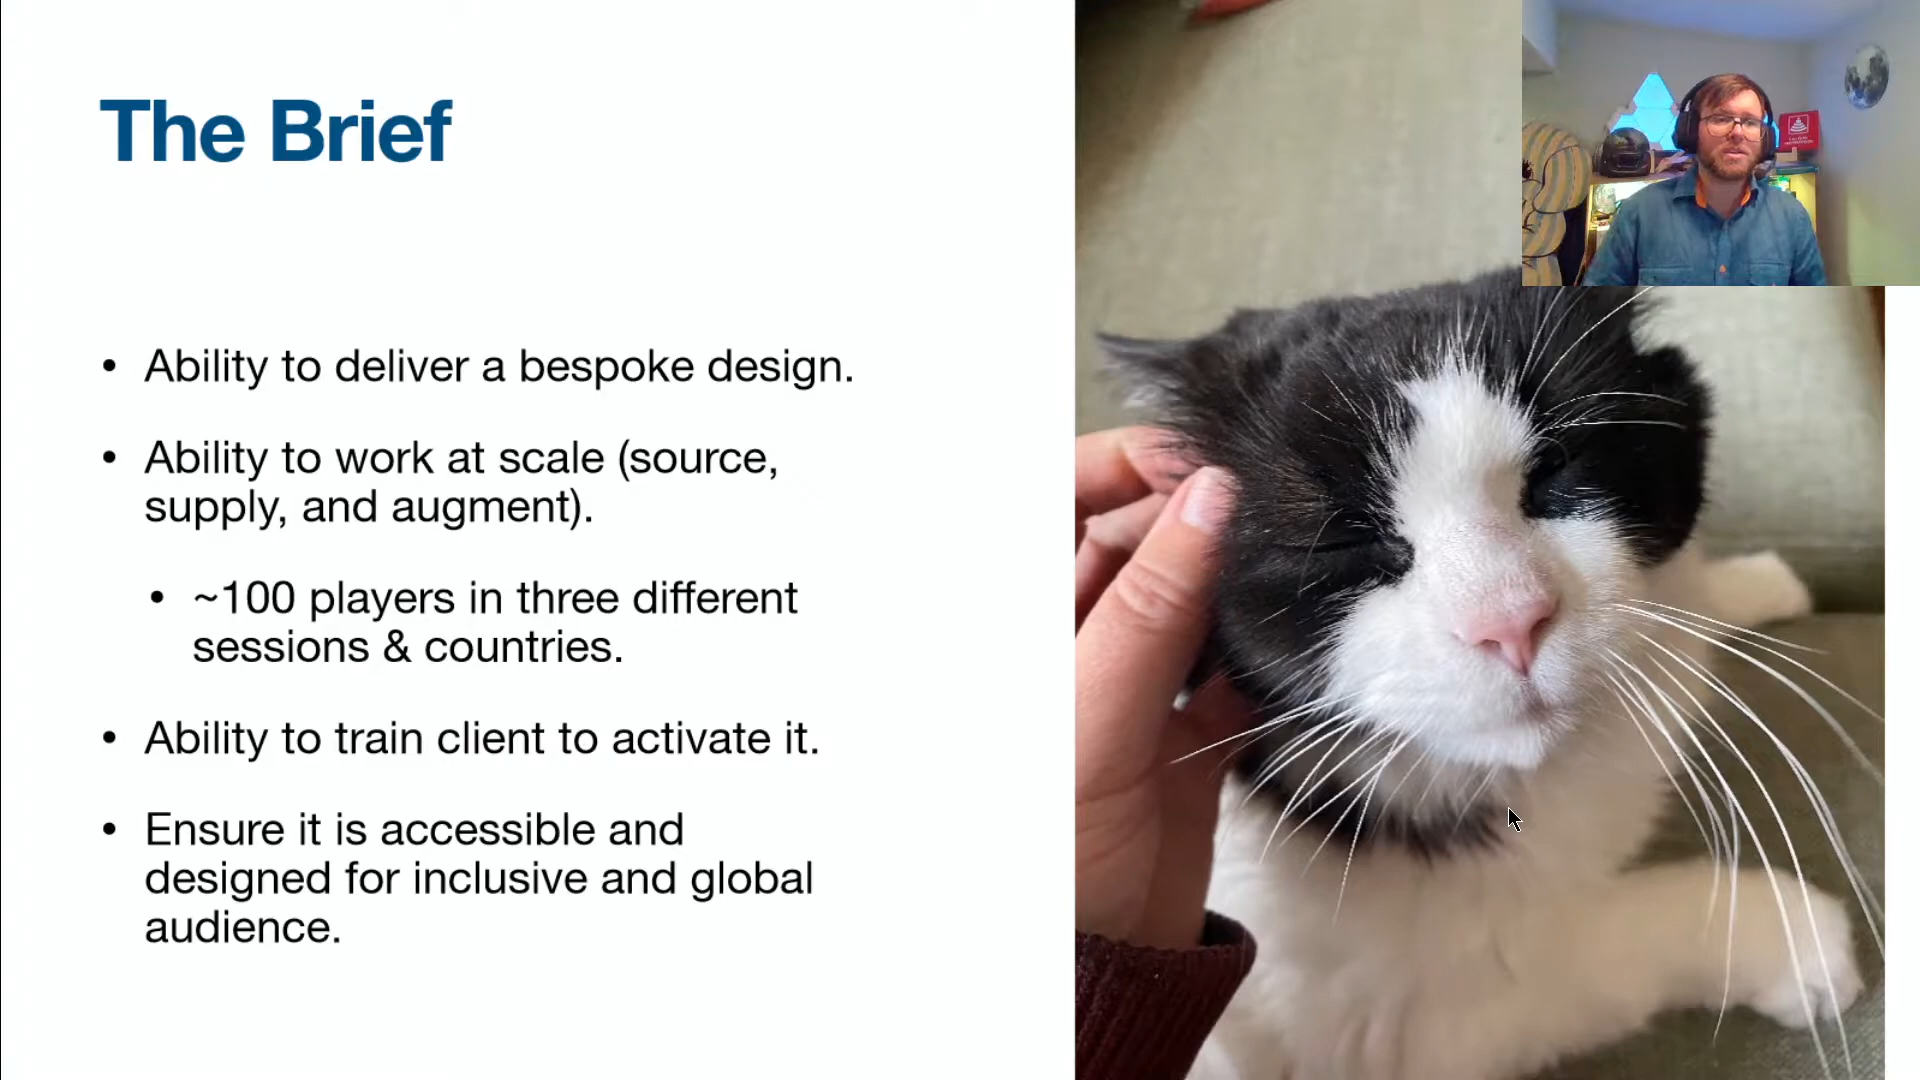 The Brief
• Ability to deliver a bespoke design.
• Ability to work at scale (source,
supply, and augment).
• ~100 players in three different
sessions & countries.
• Ability to train client to activate it.
• Ensure it is accessible and
designed for inclusive and global
audience.